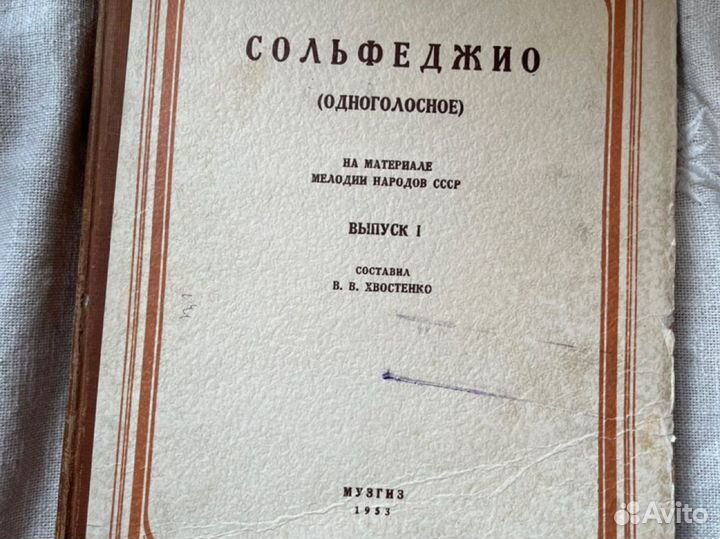 СОЛЬФЕДЖИО
(ОДНОГОЛОСНОЕ)
НА МАТЕРИАЛЕ
МЕЛОДИИ НАРОДОВ СССР
ВЫПУСК I
СОСТАВИЛ
В. В. ХВОСТЕНКО
МУЗГИЗ
1953
Avito